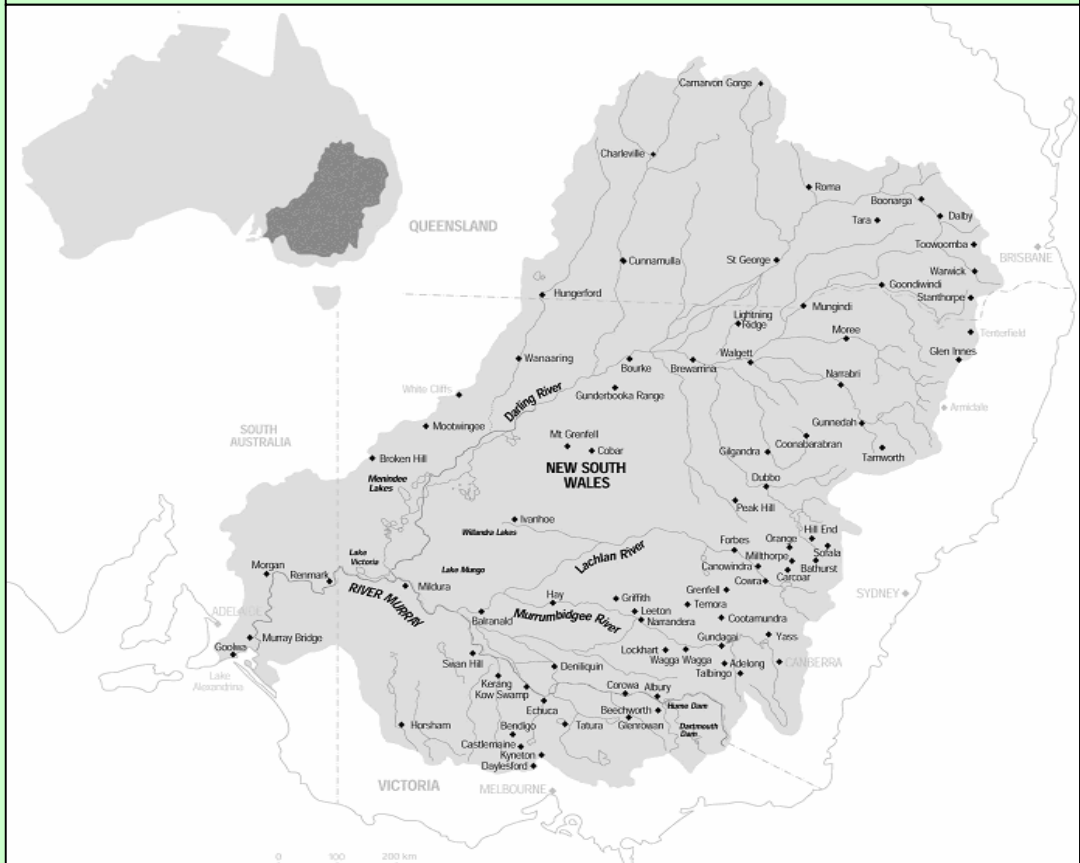 Carnarvon Gorge
Charleville
Roma
Boonarga
Tara
Dalby
QUEENSLAND
Toowoomba
BRISBANE
Cunnamulla
St George
Warwick
Goondiwindi
Stanthorpe
Hungerford
Mungindi
Lightning
Ridge
Moree
Tenterfield
Glen Innes
Wanaaring
Bourke
Brewarrina
Walgett
Narrabri
White Cliffs
Darling River
Gunderbooka Range
Armidale
Mootwingee
SOUTH
AUSTRALIA
Mt Grenfell
Cobar
Gunnedah
Coonabarabran
Gilgandra
Tamworth
Broken Hill
NEW SOUTH
WALES
Menindee
Lakes
Dubbo
Peak Hill
Ivanhoe
Willandra Lakes
Hill End
Forbes
Orange
Sofala
Millthorpe
Lachlan River
Lake
Victoria
Lake Mungo
Canowindra
Bathurst
Carcoar
Cowra
Morgan
Renmark
Mildura
RIVER MURRAY
Grenfell
SYDNEY
Hay
Griffith
Temora
Leeton
Narrandera
Murrumbidgee River
Balranald
Cootamundra
ADELAIDE
Murray Bridge
Goolwa
Gundagai
Yass
Lockhart
Wagga Wagga
Adelong
CANBERRA
Talbingo
Lake
Alexandrina
Swan Hill
Deniliquin
Kerang
Kow Swamp
Corowa
Albury
Echuca
Hume Dam
Beechworth
Horsham
Bendigo
Tatura
Glenrowan
Dartmouth
Dam
Castlemaine
Kyneton
Daylesford
VICTORIA
MELBOURNE
0 100 200 km